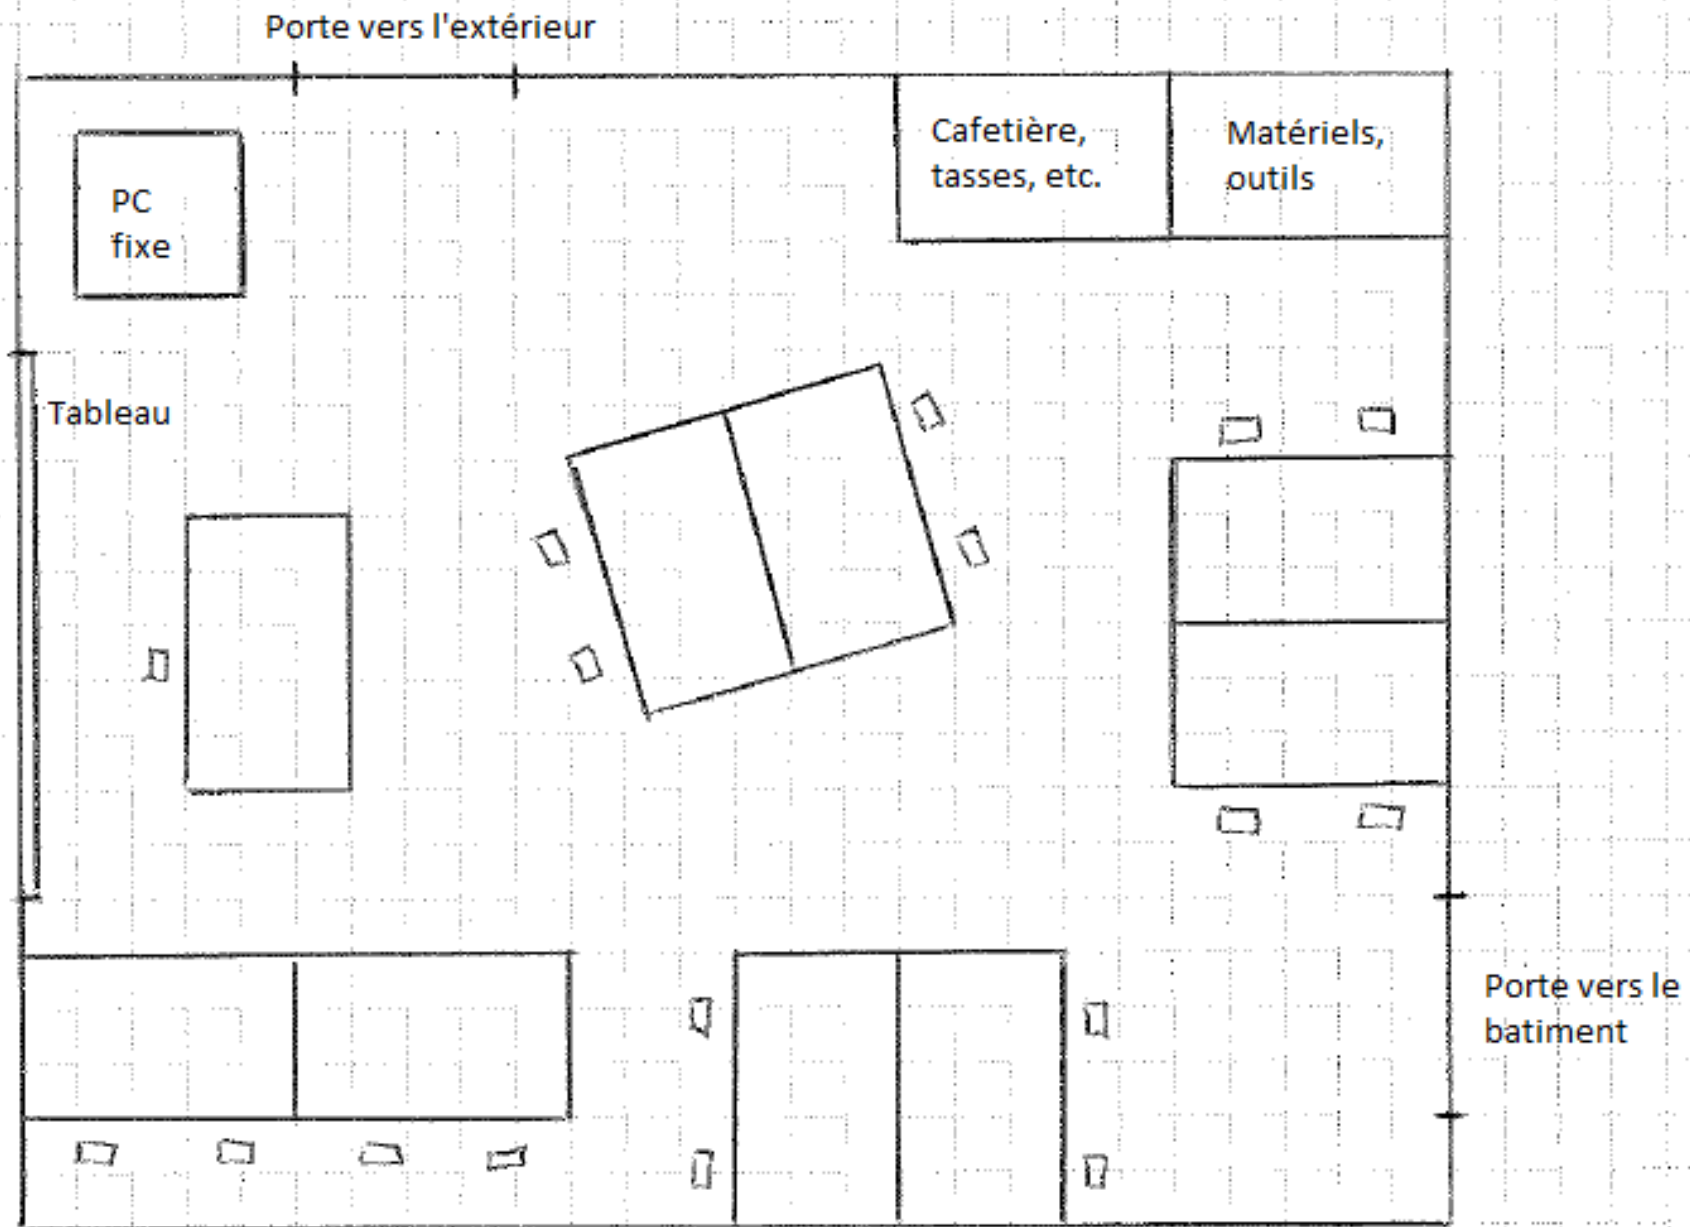 Porte vers l'extérieur
Cafetière,
tasses, etc.
Matériels,
outils
PC
fixe
Tableau
Porte vers le
batiment